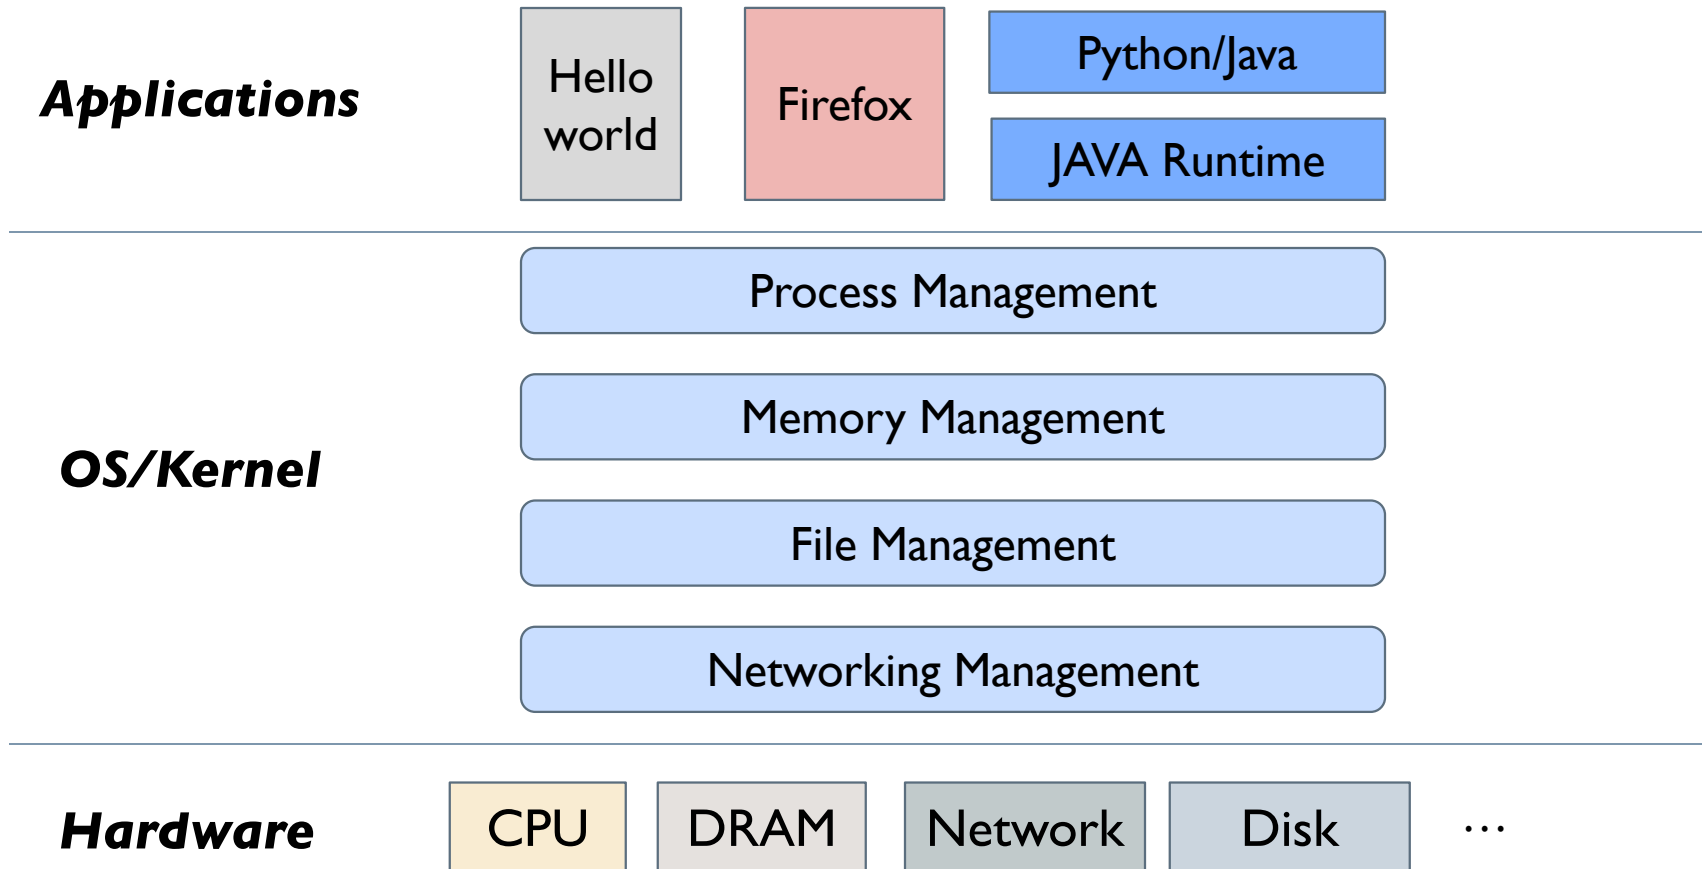 Applications
Hello
world
Firefox
Python/Java
JAVA Runtime
OS/Kernel
Process Management
Memory Management
File Management
Networking Management
Hardware
CPU
DRAM
Network
Disk
…